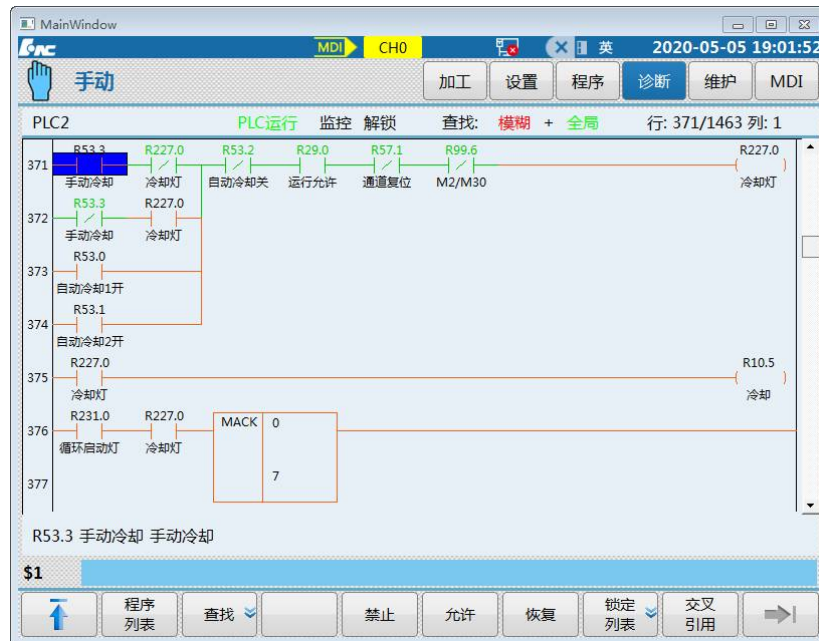 MainWindow
HNC MDI CH0 英 2020-05-05 19:01:52
手动 加工 设置 程序 诊断 维护 MDI
PLC2 PLC运行 监控 解锁 查找: 模糊 + 全局 行: 371/1463 列: 1
R53.3 R227.0 R53.2 R29.0 R57.1 R99.6 R227.0
371
手动冷却 冷却灯 自动冷却关 运行允许 通道复位 M2/M30 冷却灯
R53.3 R227.0
372
手动冷却 冷却灯
R53.0
373
自动冷却1开
R53.1
374
自动冷却2开
R227.0 R10.5
375
冷却灯 冷却
R231.0 R227.0 MACK 0
376
循环启动灯 冷却灯
377 7
R53.3 手动冷却 手动冷却
$1
程序列表 查找 禁止 允许 恢复 锁定列表 交叉引用